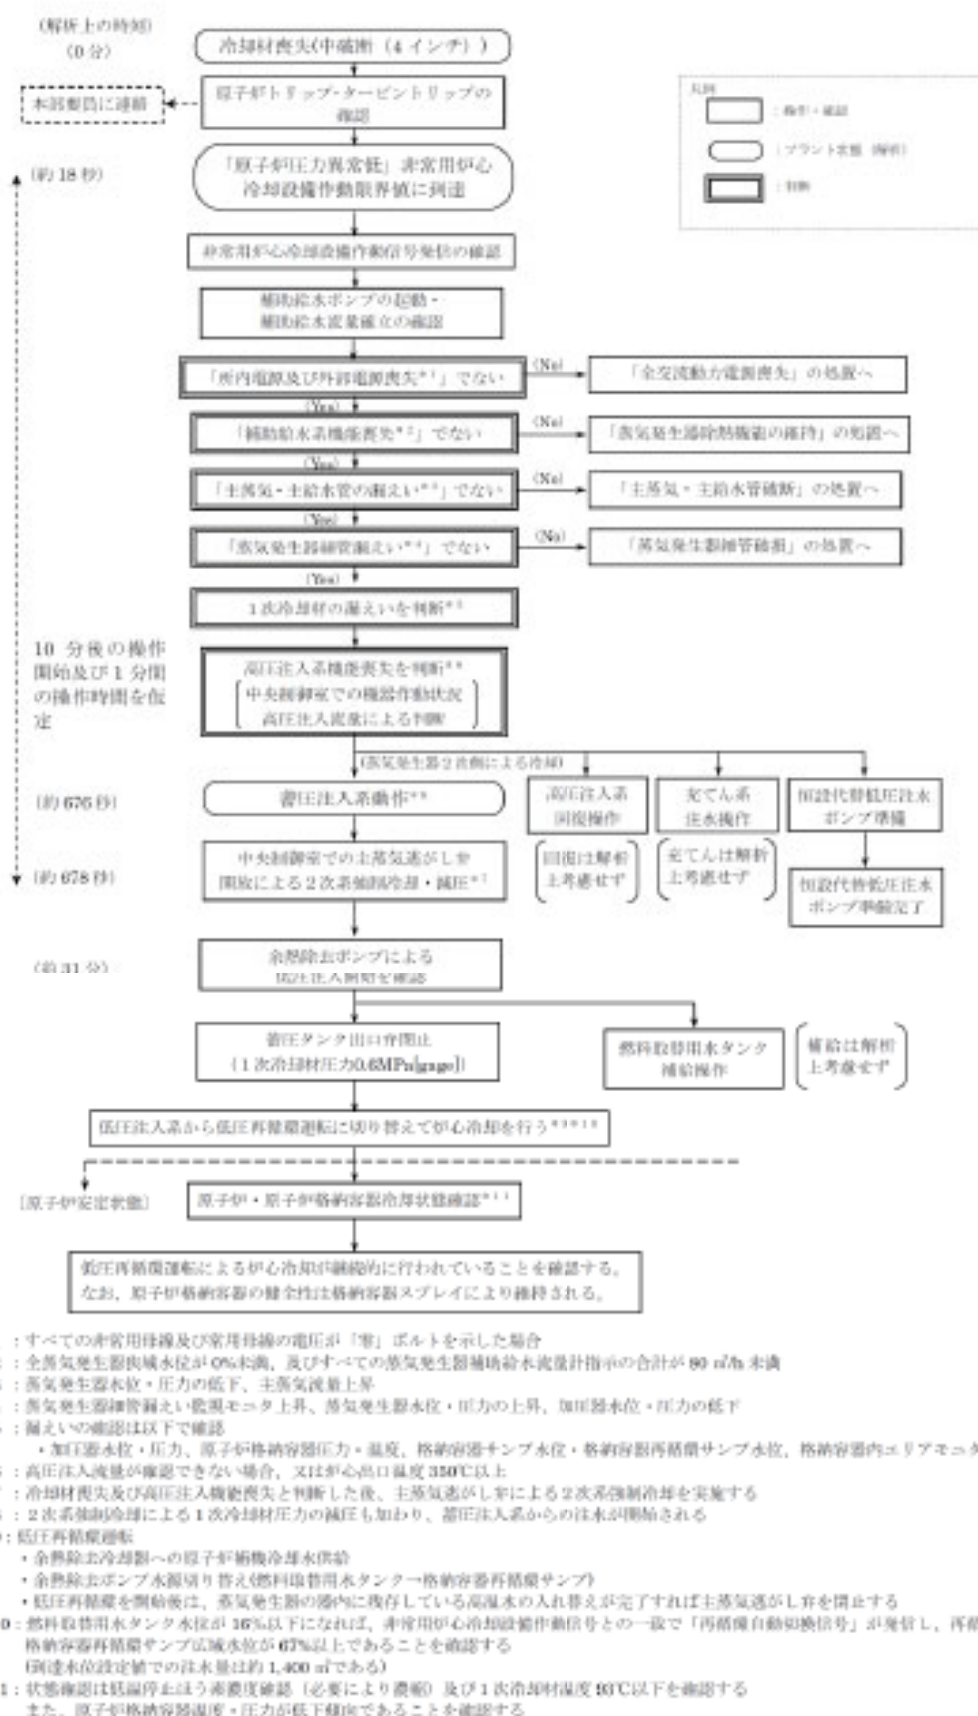 (解析上の時刻)
(0 分)
冷却材喪失(中破断（4 インチ）)
原子炉トリップ・タービントリップの
確認
本部要員に連絡
凡例
：操作・確認
：プラント状態（解析）
：判断
(約 18 秒)
「原子炉圧力異常低」非常用炉心
冷却設備作動限界値に到達
非常用炉心冷却設備作動信号発信の確認
補助給水ポンプの起動・
補助給水流量確立の確認
「所内電源及び外部電源喪失*1」でない
(No)
「全交流動力電源喪失」の処置へ
(Yes)
「補助給水系機能喪失*2」でない
(No)
「蒸気発生器除熱機能の維持」の処置へ
(Yes)
「主蒸気・主給水管の漏えい*3」でない
(No)
「主蒸気・主給水管破断」の処置へ
(Yes)
「蒸気発生器細管漏えい*4」でない
(No)
「蒸気発生器細管破損」の処置へ
(Yes)
1次冷却材の漏えいを判断*5
10 分後の操作
開始及び1分間
の操作時間を仮
定
高圧注入系機能喪失を判断*6
中央制御室での機器作動状況
高圧注入流量による判断
(蒸気発生器2次側による冷却)
(約 676 秒)
蓄圧注入系動作*8
高圧注入系
回復操作
充てん系
注水操作
恒設代替低圧注水
ポンプ準備
(約 678 秒)
中央制御室での主蒸気逃がし弁
開放による2次系強制冷却・減圧*7
回復は解析
上考慮せず
充てんは解析
上考慮せず
恒設代替低圧注水
ポンプ準備完了
(約 31 分)
余熱除去ポンプによる
低圧注入開始を確認
蓄圧タンク出口弁閉止
(1次冷却材圧力0.6MPa[gage])
燃料取替用水タンク
補給操作
補給は解析
上考慮せず
低圧注入系から低圧再循環運転に切り替えて炉心冷却を行う*9*10
[原子炉安定状態]
原子炉・原子炉格納容器冷却状態確認*11
低圧再循環運転による炉心冷却が継続的に行われていることを確認する。
なお、原子炉格納容器の健全性は格納容器スプレイにより維持される。
：すべての非常用母線及び常用母線の電圧が「零」ボルトを示した場合
：全蒸気発生器狭域水位が 0%未満、及びすべての蒸気発生器補助給水流量計指示の合計が 80 ㎥/h 未満
：蒸気発生器水位・圧力の低下、主蒸気流量上昇
：蒸気発生器細管漏えい監視モニタ上昇、蒸気発生器水位・圧力の上昇、加圧器水位・圧力の低下
：漏えいの確認は以下で確認
・加圧器水位・圧力、原子炉格納容器圧力・温度、格納容器サンプ水位・格納容器再循環サンプ水位、格納容器内エリアモニタ
：高圧注入流量が確認できない場合、又は炉心出口温度 350℃以上
：冷却材喪失及び高圧注入機能喪失と判断した後、主蒸気逃がし弁による2次系強制冷却を実施する
：2次系強制冷却による1次冷却材圧力の減圧も加わり、蓄圧注入系からの注水が開始される
：低圧再循環運転
・余熱除去冷却器への原子炉補機冷却水供給
・余熱除去ポンプ水源切り替え(燃料取替用水タンク→格納容器再循環サンプ)
・低圧再循環を開始後は、蒸気発生器の器内に残存している高温水の入れ替えが完了すれば主蒸気逃がし弁を閉止する
0：燃料取替用水タンク水位が 16%以下になれば、非常用炉心冷却設備作動信号との一致で「再循環自動切換信号」が発信し、再循
格納容器再循環サンプ広域水位が 67%以上であることを確認する
(到達水位設定値での注水量は約 1,400 ㎥である)
1：状態確認は低温停止ほう素濃度確認（必要により濃縮）及び1次冷却材温度 93℃以下を確認する
また、原子炉格納容器温度・圧力が低下傾向であることを確認する